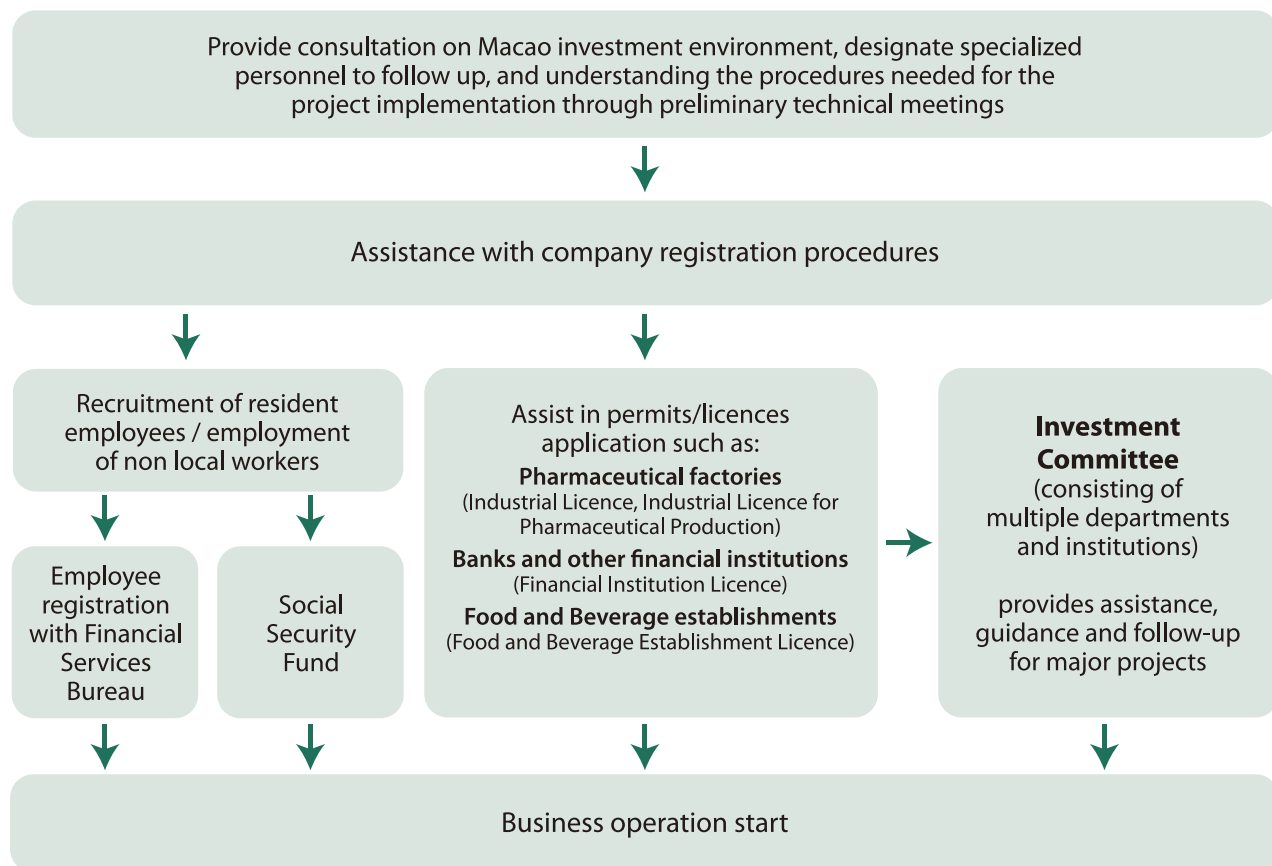 Provide consultation on Macao investment environment, designate specialized
personnel to follow up, and understanding the procedures needed for the
project implementation through preliminary technical meetings
Assistance with company registration procedures
Recruitment of resident
employees / employment
of non local workers
Employee
registration
with Financial
Services
Bureau
Social
Security
Fund
Assist in permits/licences
application such as:
Pharmaceutical factories
(Industrial Licence, Industrial Licence for
Pharmaceutical Production)
Banks and other financial institutions
(Financial Institution Licence)
Food and Beverage establishments
(Food and Beverage Establishment Licence)
Investment
Committee
(consisting of
multiple departments
and institutions)
provides assistance,
guidance and follow-up
for major projects
Business operation start